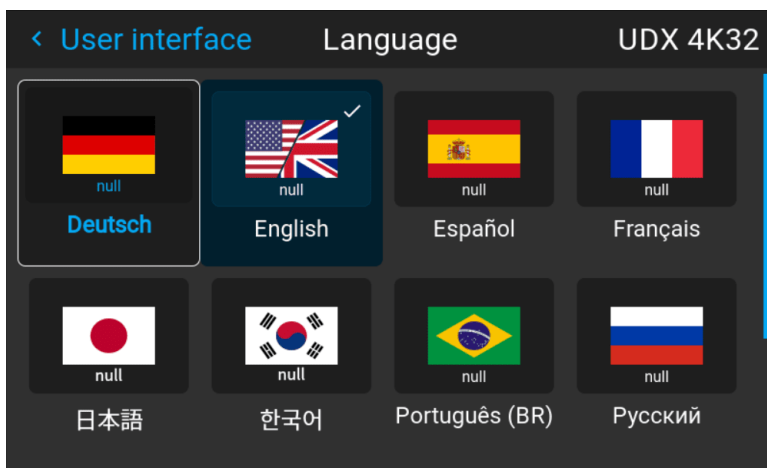 < User interface Language UDX 4K32
null null null null
Deutsch English Español Français
null null null null
日本語 한국어 Português (BR) Русский